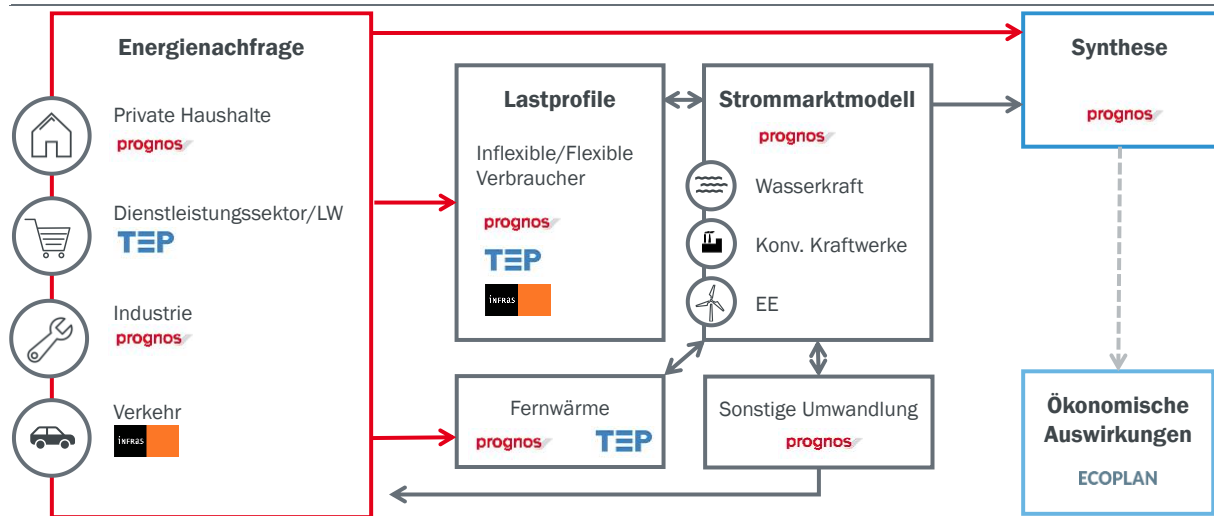 Energienachfrage
Private Haushalte
prognos
Dienstleistungssektor/LW
TEP
Industrie
prognos
Verkehr
iNFRAS
Lastprofile
Inflexible/Flexible
Verbraucher
prognos
TEP
iNFRAS
Strommarktmodell
prognos
Wasserkraft
Konv. Kraftwerke
EE
Fernwärme
prognos TEP
Sonstige Umwandlung
prognos
Synthese
prognos
Ökonomische
Auswirkungen
ECOPLAN